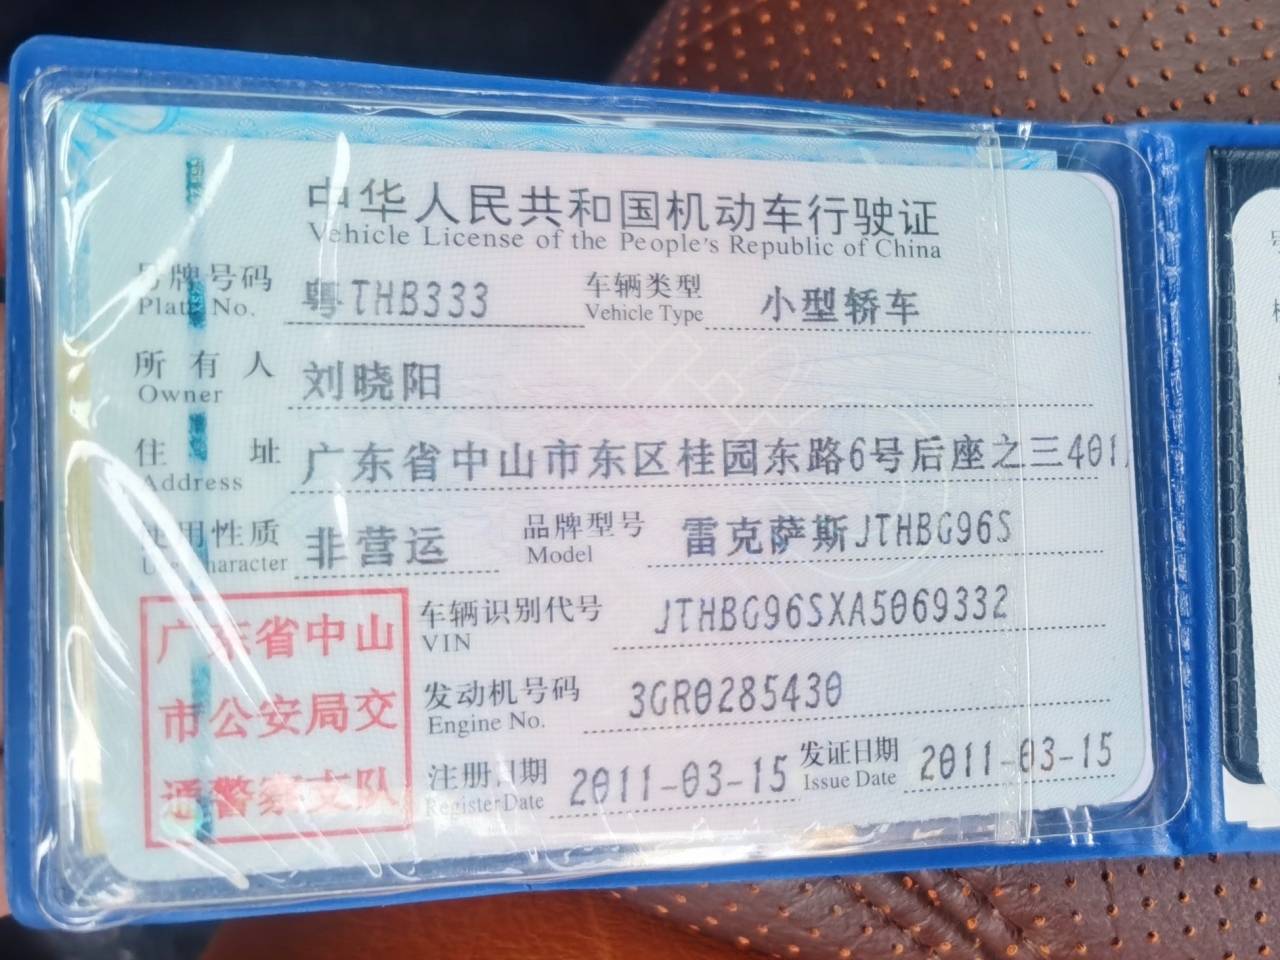 中华人民共和国机动车行驶证
Vehicle License of the People's Republic of China
号牌号码 粤THB333 车辆类型 小型轿车
Plate No. Vehicle Type
所有人 刘晓阳
Owner
住址 广东省中山市东区桂园东路6号后座之三401
Address
使用性质 非营运 品牌型号 雷克萨斯JTHBG96S
Use Character Model
车辆识别代号 JTHBG96SXA5069332
VIN
发动机号码 3GR0285430
Engine No.
注册日期 2011-03-15 发证日期 2011-03-15
Register Date Issue Date
广东省中山
市公安局交
通警察支队